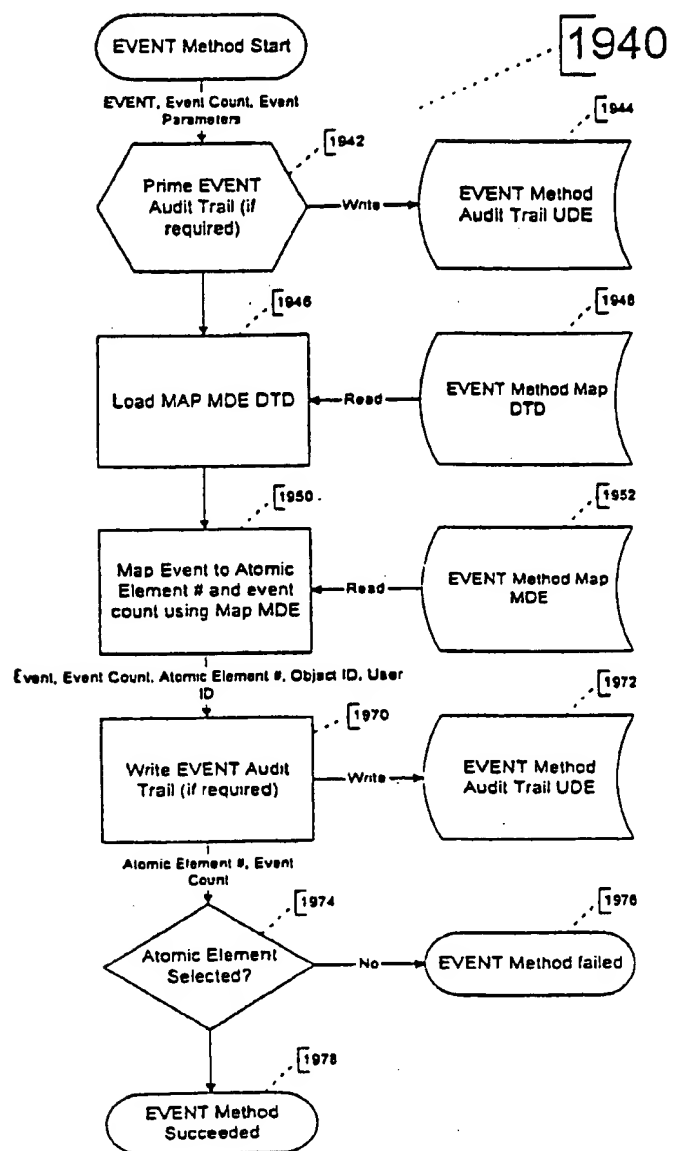 EVENT Method Start
1940
EVENT, Event Count, Event
Parameters
1942
1944
Prime EVENT
Audit Trail (if
required)
Write
EVENT Method
Audit Trail UDE
1946
1948
Load MAP MDE DTD
Read
EVENT Method Map
DTD
1950
1952
Map Event to Atomic
Element # and event
count using Map MDE
Read
EVENT Method Map
MDE
Event, Event Count, Atomic Element #, Object ID, User
ID
1970
1972
Write EVENT Audit
Trail (if required)
Write
EVENT Method
Audit Trail UDE
Atomic Element #, Event
Count
1974
1976
Atomic Element
Selected?
No
EVENT Method failed
1978
EVENT Method
Succeeded